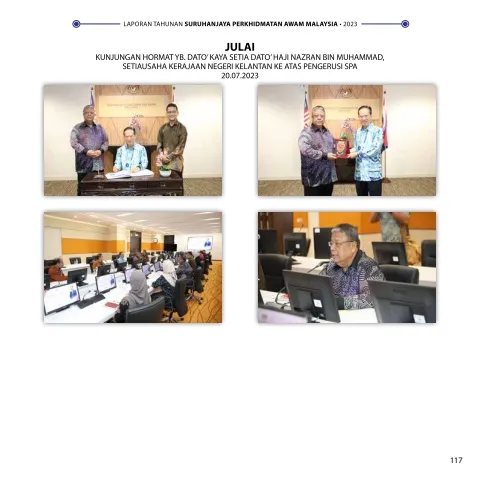 LAPORAN TAHUNAN SURUHANJAYA PERKHIDMATAN AWAM MALAYSIA • 2023
JULAI
KUNJUNGAN HORMAT YB. DATO' KAYA SETIA DATO' HAJI NAZRAN BIN MUHAMMAD,
SETIAUSAHA KERAJAAN NEGERI KELANTAN KE ATAS PENGERUSI SPA
20.07.2023
117